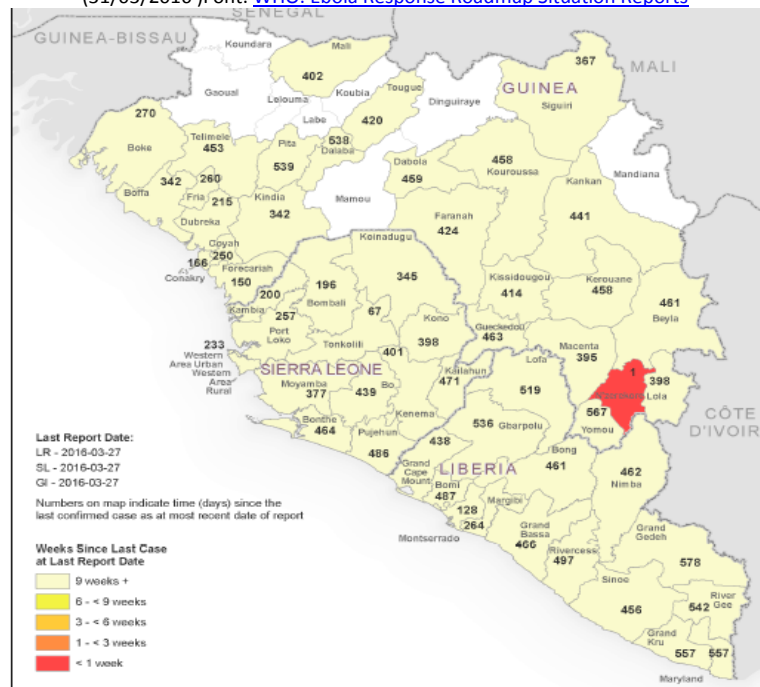 (31/03/2016 )Font: WHO. Ebola Response Roadmap Situation Reports
SENEGAL
GUINEA-BISSAU
MALI
GUINEA
CÔTE
D'IVOIR
SIERRA LEONE
LIBERIA
Koundara
Mali
402
367
Siguiri
Gaoual
Lelouma
Koubia
Labe
Tougue
420
Dinguiraye
270
Boke
Telimele
453
Pita
539
538
Dalaba
Mandiana
Boffa
342
Fria
260
215
Dubreka
Kindia
342
Mamou
Dabola
459
458
Kouroussa
Kankan
441
Faranah
424
Coyah
250
166
Conakry
Forecariah
150
Koinadugu
345
Kissidougou
414
Kerouane
458
461
Beyla
200
Kambia
196
Bombali
257
Port
Loko
67
Tonkolili
Kono
398
Gueckedou
463
Macenta
395
233
Western
Area Urban
Western
Area
Rural
401
Kailahun
471
Lofa
519
1
398
Lola
567
Yomou
Moyamba
377
439
Bo
Kenema
Bonthe
464
Pujehun
486
438
Grand
Cape
Mount
536
Gbarpolu
Bong
461
462
Nimba
Bomi
487
128
264
Margibi
Montserrado
Grand
Bassa
466
Rivercess
497
Grand
Gedeh
578
Sinoe
456
River
Gee
542
Grand
Kru
557
557
Maryland
Last Report Date:
LR - 2016-03-27
SL - 2016-03-27
GI - 2016-03-27
Numbers on map indicate time (days) since the
last confirmed case as at most recent date of report
Weeks Since Last Case
at Last Report Date
9 weeks +
6 - < 9 weeks
3 - < 6 weeks
1 - < 3 weeks
< 1 week